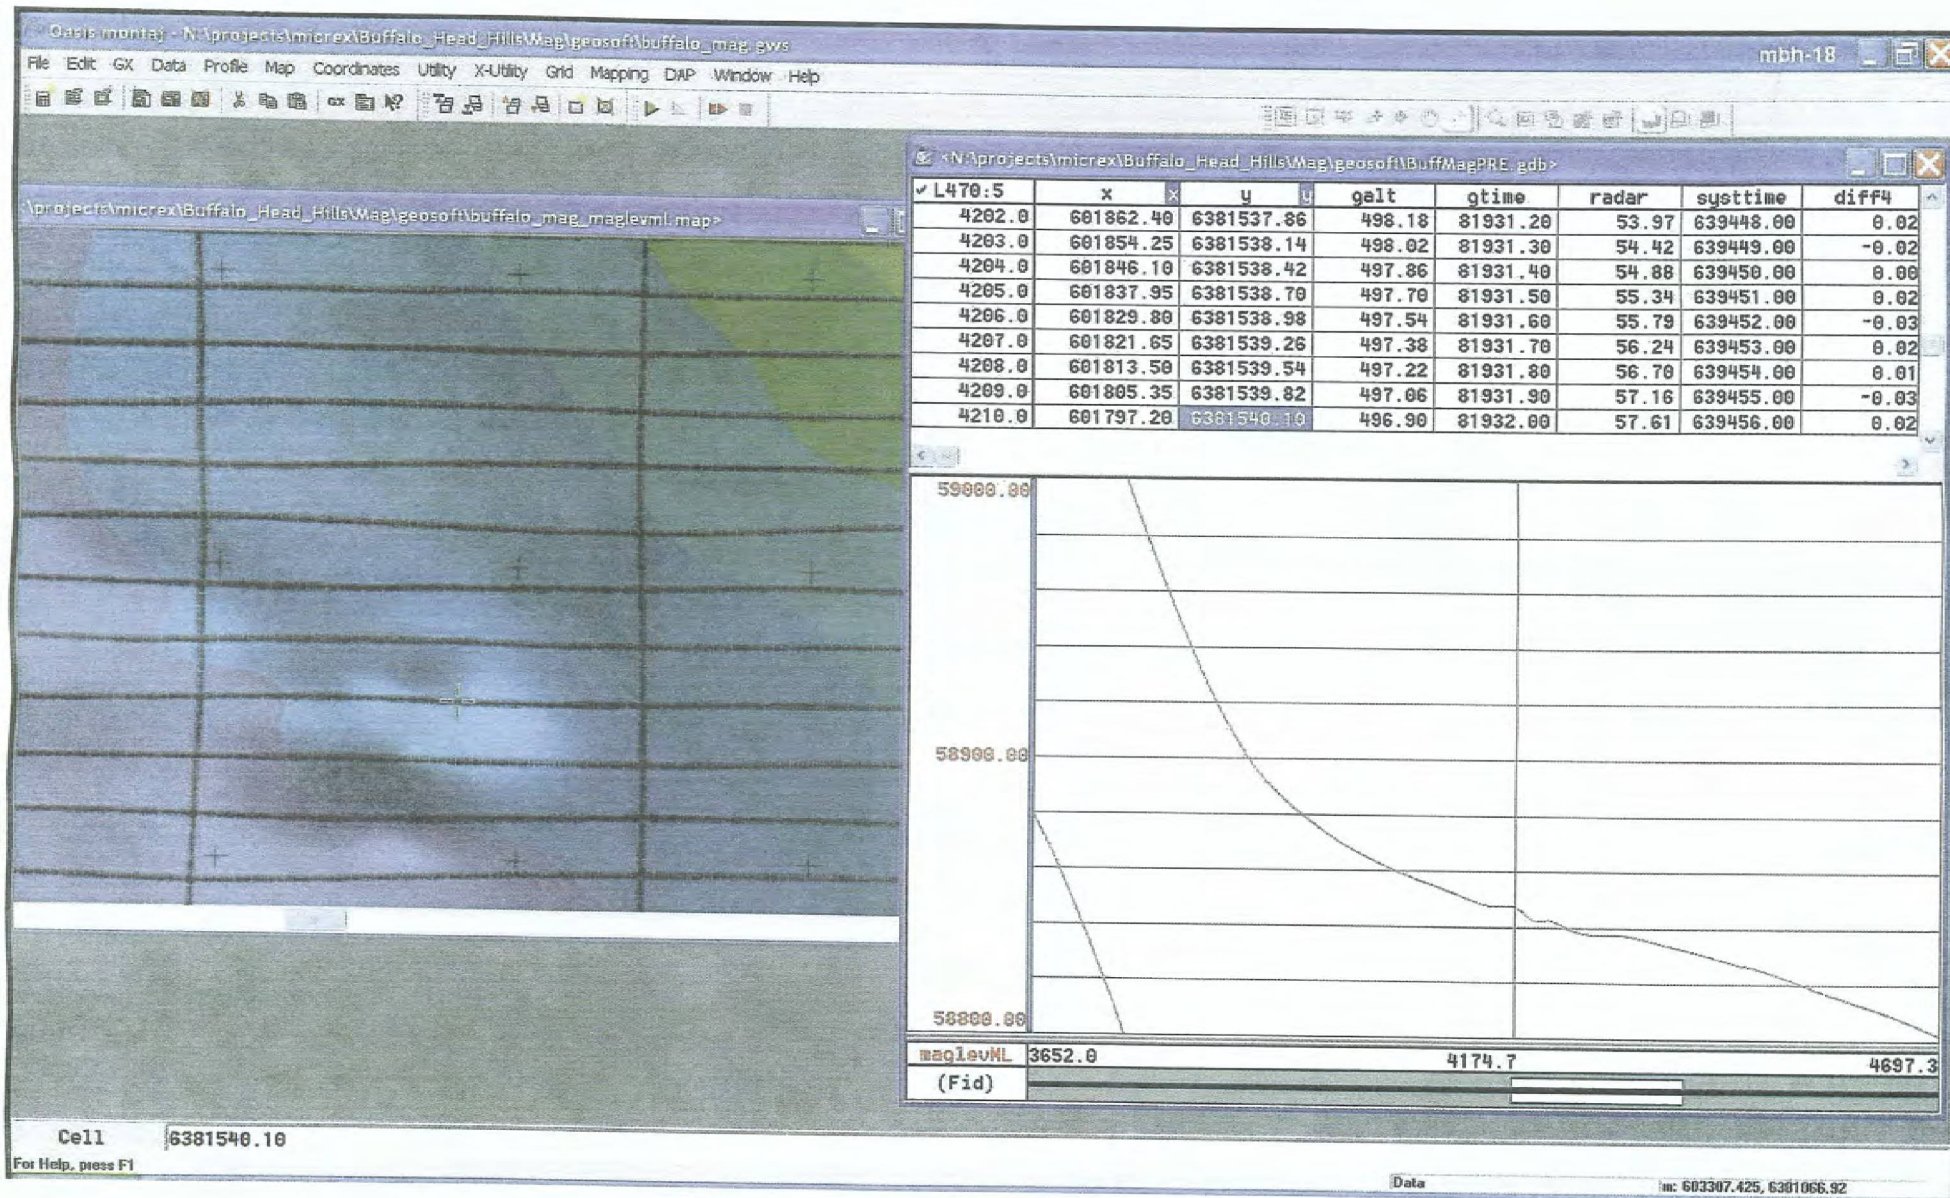 Oasis montaj - N:\projects\micrex\Buffalo_Head_Hills\Mag\geosoft\buffalo_mag.gws
mbh-18
File Edit GX Data Profile Map Coordinates Utility X-Utility Grid Mapping DAP Window Help
GX
<N:\projects\micrex\Buffalo_Head_Hills\Mag\geosoft\BuffMagPRE.gdb>
:\projects\micrex\Buffalo_Head_Hills\Mag\geosoft\buffalo_mag_maglevml.map>
L470:5 x x y y galt gtime radar systtime diff4
4202.0 601862.40 6381537.86 498.18 81931.20 53.97 639448.00 0.02
4203.0 601854.25 6381538.14 498.02 81931.30 54.42 639449.00 -0.02
4204.0 601846.10 6381538.42 497.86 81931.40 54.88 639450.00 0.00
4205.0 601837.95 6381538.70 497.70 81931.50 55.34 639451.00 0.02
4206.0 601829.80 6381538.98 497.54 81931.60 55.79 639452.00 -0.03
4207.0 601821.65 6381539.26 497.38 81931.70 56.24 639453.00 0.02
4208.0 601813.50 6381539.54 497.22 81931.80 56.70 639454.00 0.01
4209.0 601805.35 6381539.82 497.06 81931.90 57.16 639455.00 -0.03
4210.0 601797.20 6381540.10 496.90 81932.00 57.61 639456.00 0.02
59000.00
58900.00
58800.00
maglevML 3652.0 4174.7 4697.3
(Fid)
Cell 6381540.10
For Help, press F1
Data
m: 603307.425, 6381066.92